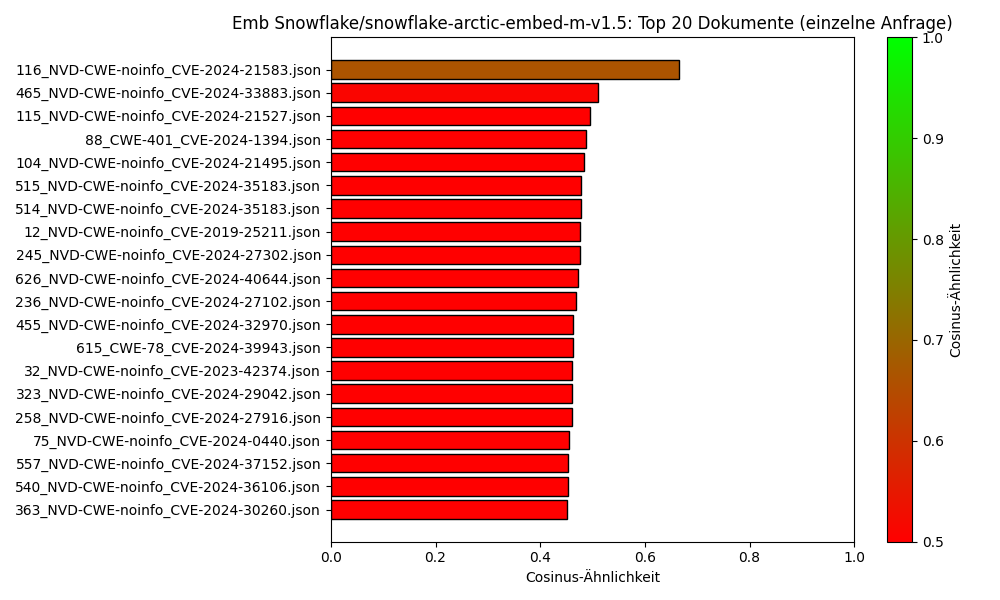 Emb Snowflake/snowflake-arctic-embed-m-v1.5: Top 20 Dokumente (einzelne Anfrage)
116_NVD-CWE-noinfo_CVE-2024-21583.json
465_NVD-CWE-noinfo_CVE-2024-33883.json
115_NVD-CWE-noinfo_CVE-2024-21527.json
88_CWE-401_CVE-2024-1394.json
104_NVD-CWE-noinfo_CVE-2024-21495.json
515_NVD-CWE-noinfo_CVE-2024-35183.json
514_NVD-CWE-noinfo_CVE-2024-35183.json
12_NVD-CWE-noinfo_CVE-2019-25211.json
245_NVD-CWE-noinfo_CVE-2024-27302.json
626_NVD-CWE-noinfo_CVE-2024-40644.json
236_NVD-CWE-noinfo_CVE-2024-27102.json
455_NVD-CWE-noinfo_CVE-2024-32970.json
615_CWE-78_CVE-2024-39943.json
32_NVD-CWE-noinfo_CVE-2023-42374.json
323_NVD-CWE-noinfo_CVE-2024-29042.json
258_NVD-CWE-noinfo_CVE-2024-27916.json
75_NVD-CWE-noinfo_CVE-2024-0440.json
557_NVD-CWE-noinfo_CVE-2024-37152.json
540_NVD-CWE-noinfo_CVE-2024-36106.json
363_NVD-CWE-noinfo_CVE-2024-30260.json
0.0 0.2 0.4 0.6 0.8 1.0
Cosinus-Ähnlichkeit
1.0
0.9
0.8
0.7
0.6
0.5
Cosinus-Ähnlichkeit